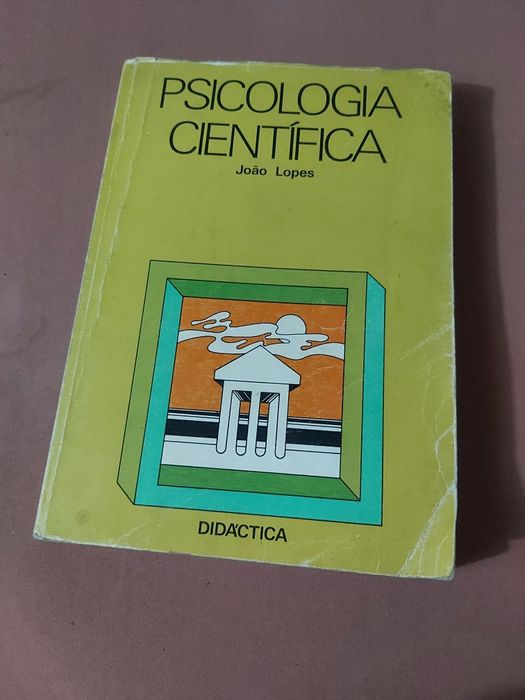 PSICOLOGIA
CIENTÍFICA
João Lopes
DIDÁCTICA